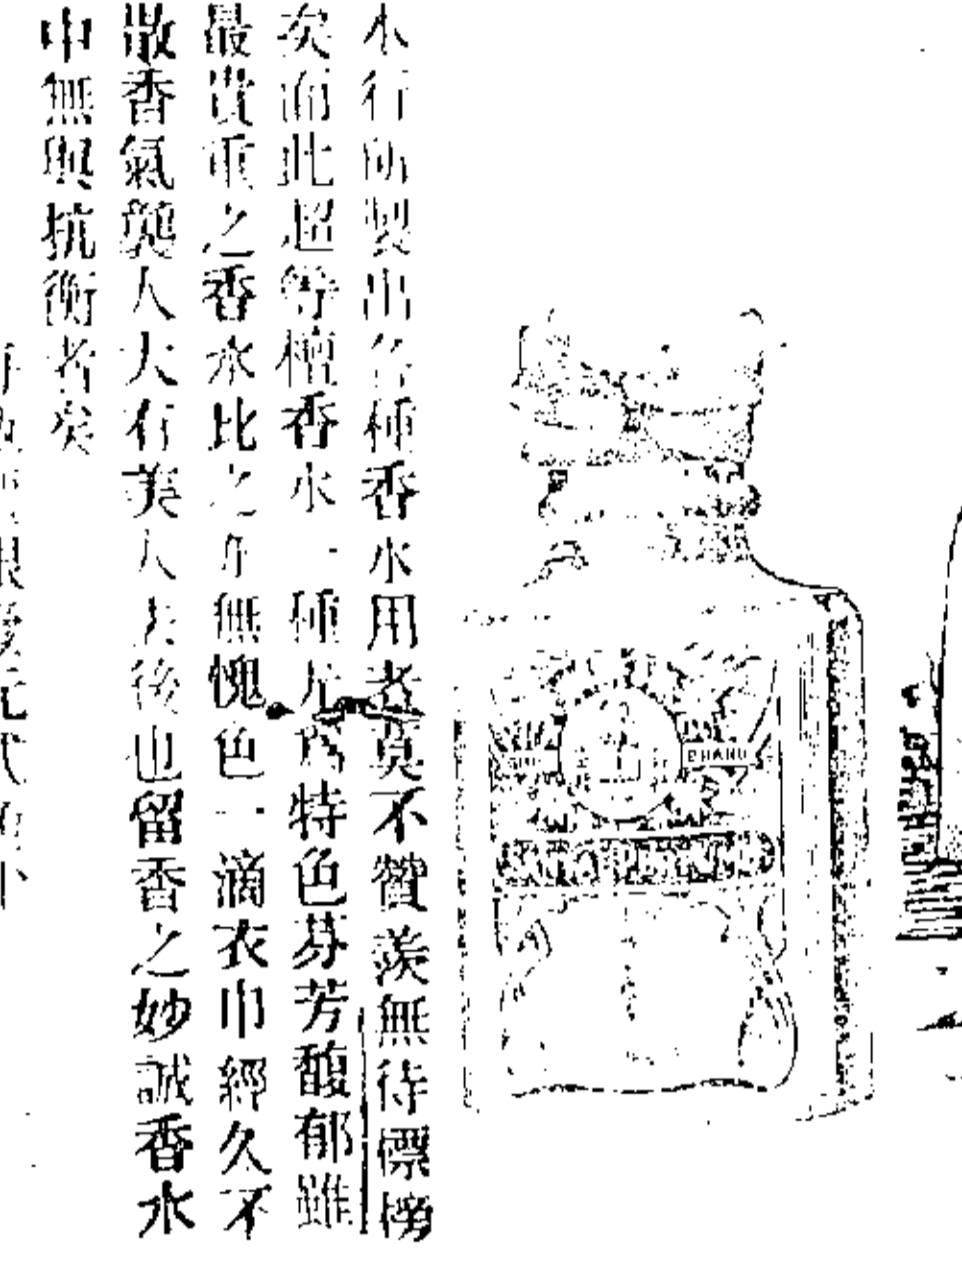 本行所製出各種香水用者莫不贊羨無待標榜
矣而此超等檀香水一種尤為特色芬芳馥郁雖
最貴重之香水比之亦無愧色一滴衣巾經久不
散香氣襲人大有美人去後也留香之妙誠香水
中無與抗衡者矣
BRAND